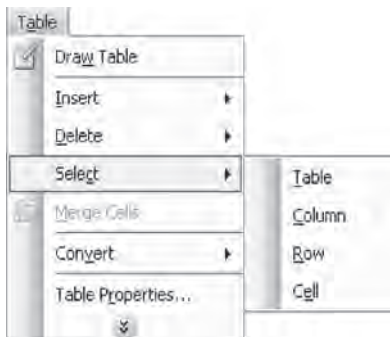 Table
Draw Table
Insert
Delete
Select
Table
Merge Cells
Column
Convert
Row
Table Properties...
Cell